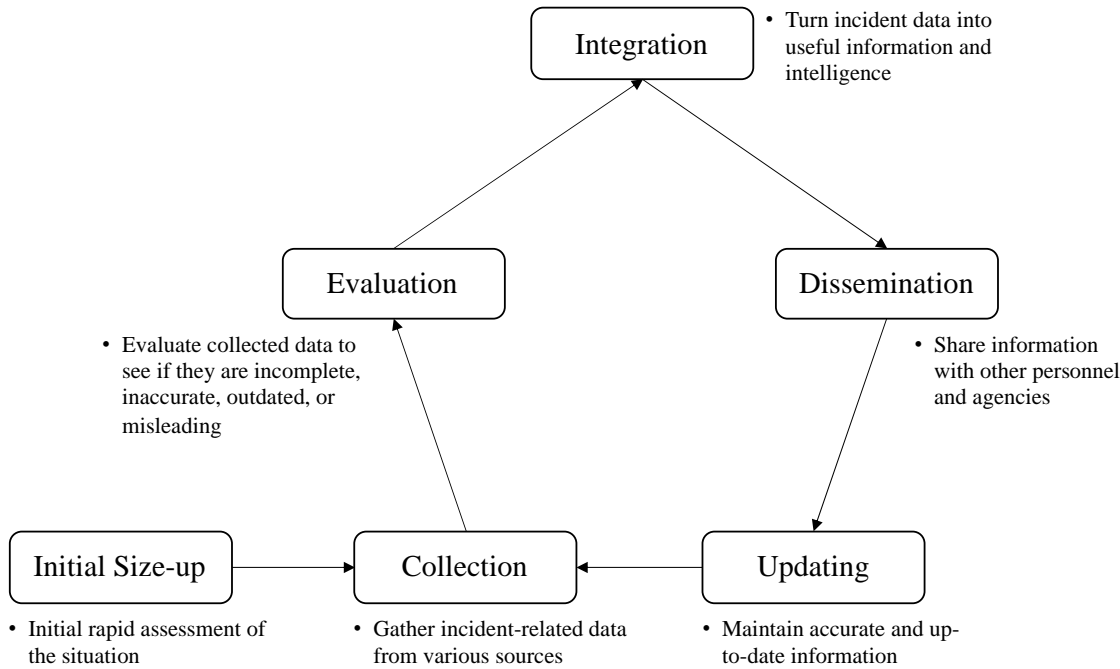 Integration
• Turn incident data into
useful information and
intelligence
Evaluation
• Evaluate collected data to
see if they are incomplete,
inaccurate, outdated, or
misleading
Dissemination
• Share information
with other personnel
and agencies
Initial Size-up
• Initial rapid assessment of
the situation
Collection
• Gather incident-related data
from various sources
Updating
• Maintain accurate and up-
to-date information